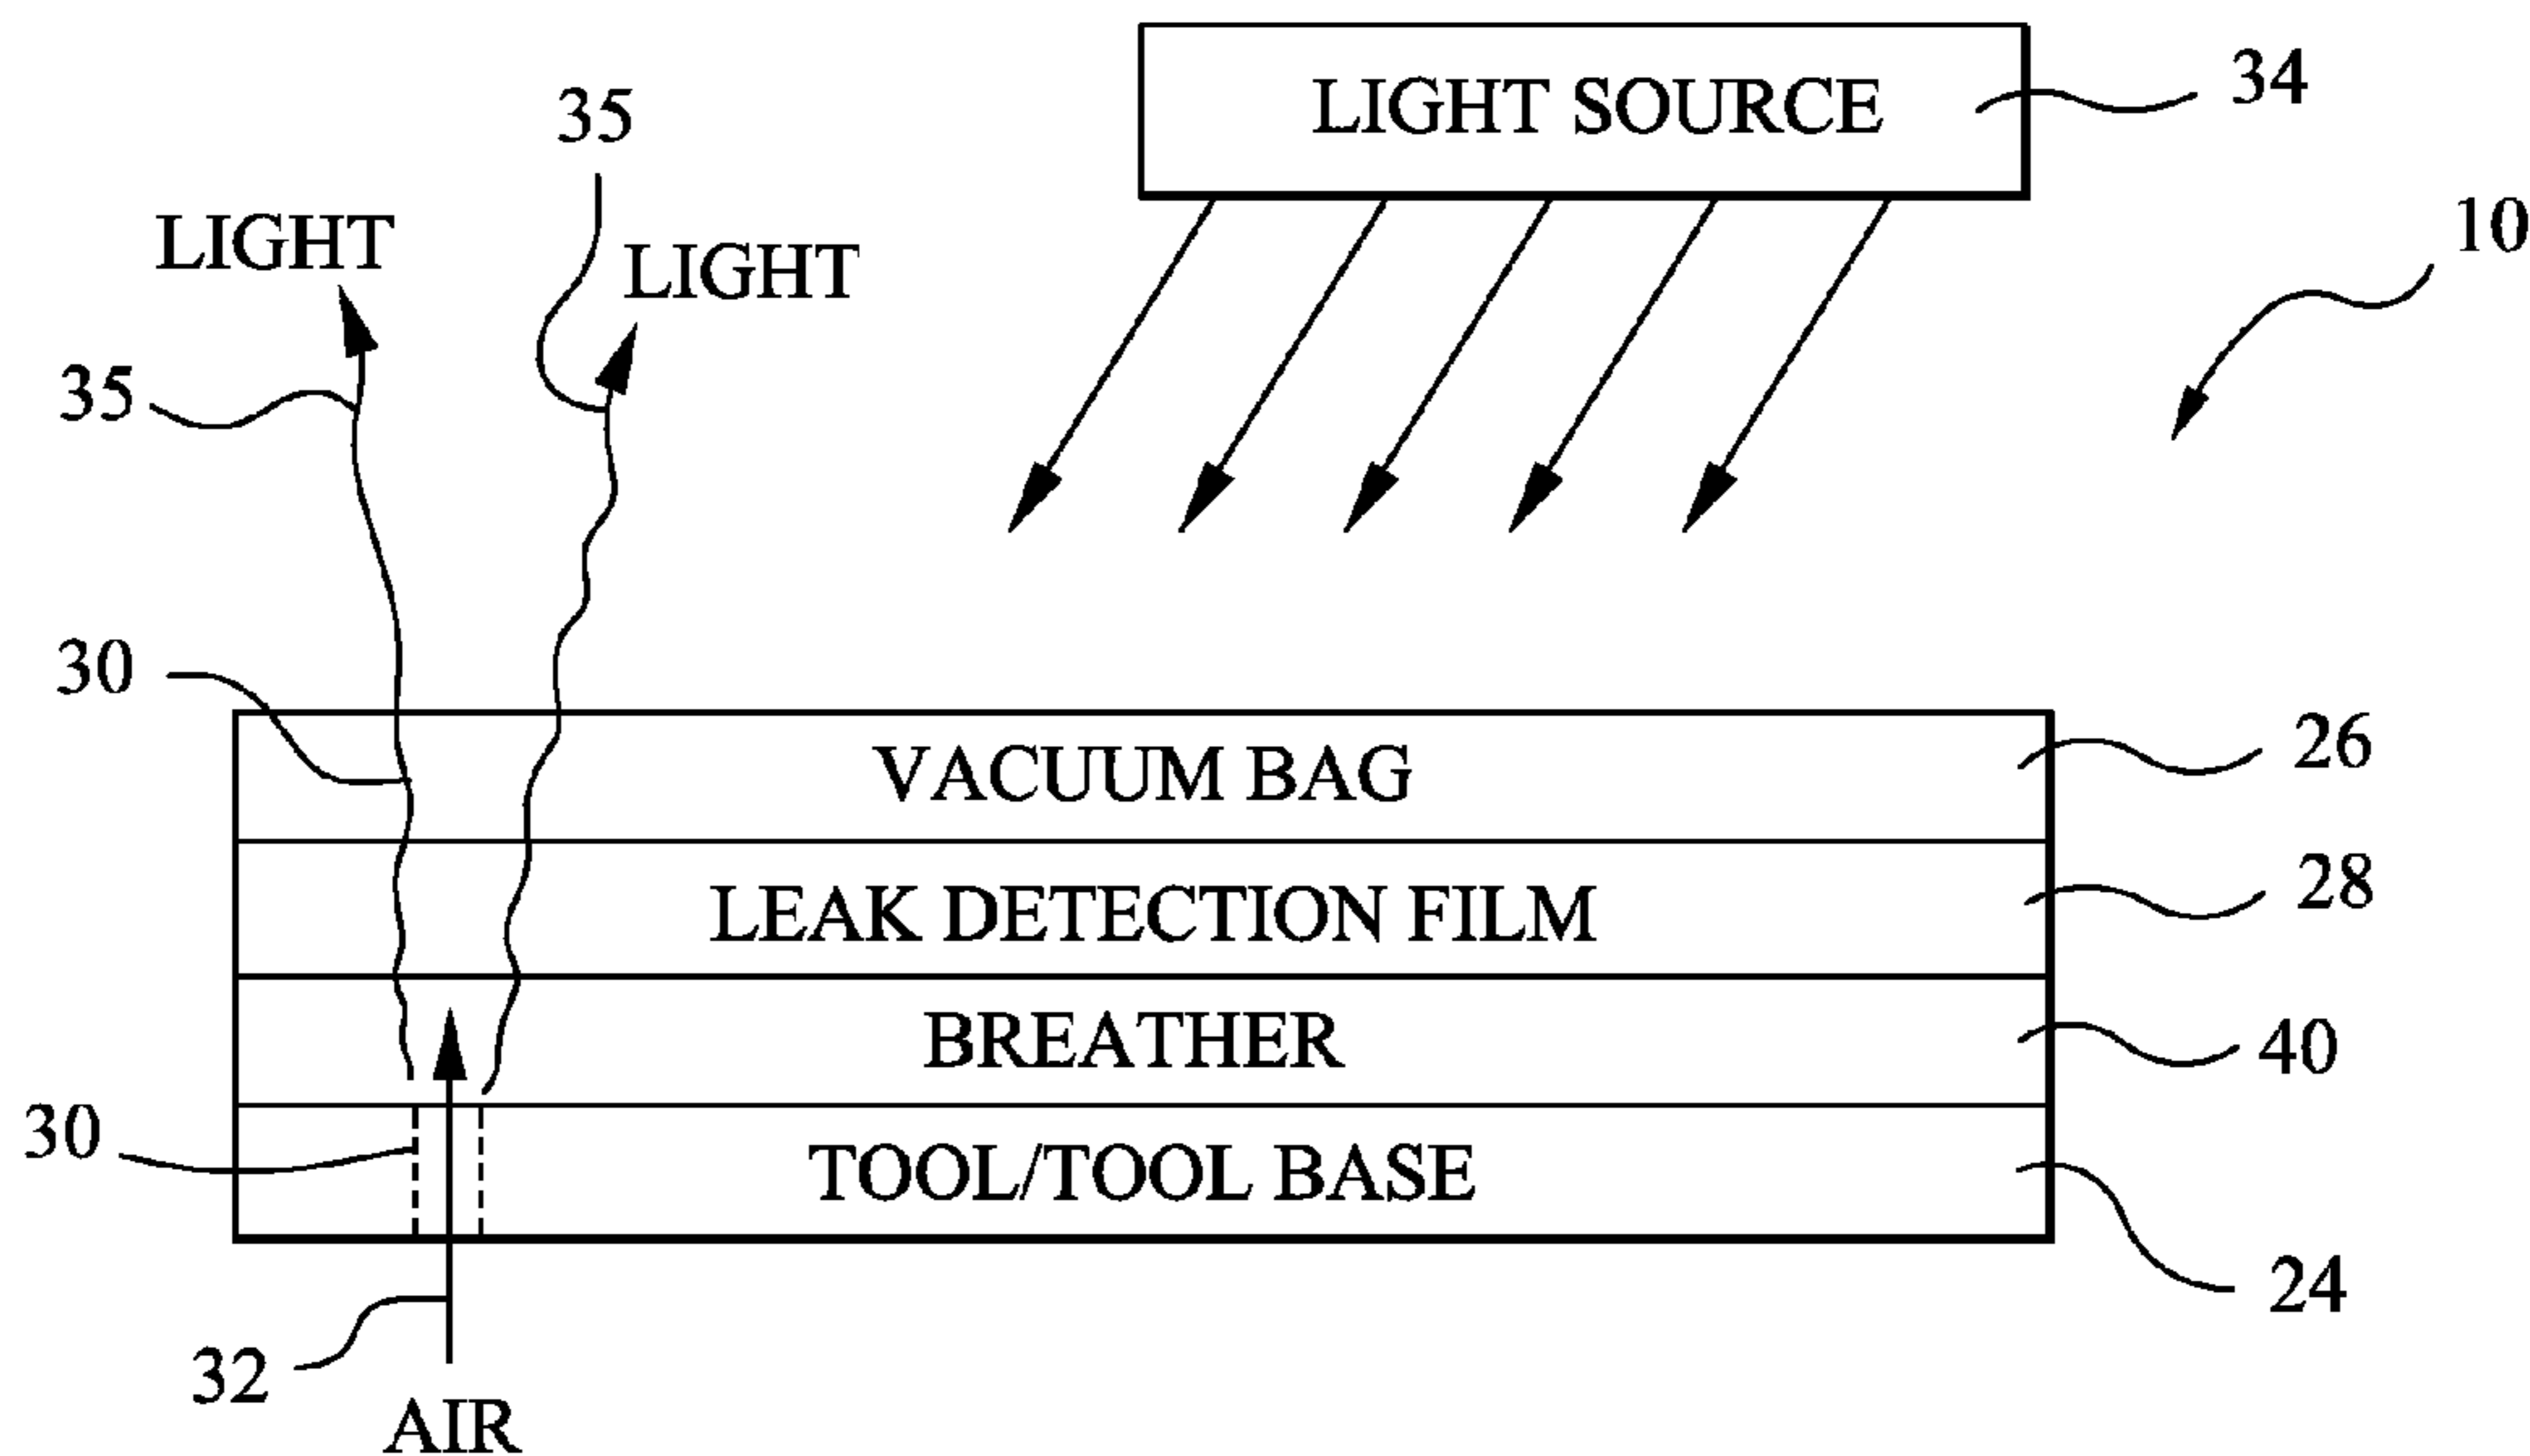 LIGHT SOURCE
34
35
LIGHT
LIGHT
10
35
30
VACUUM BAG
26
LEAK DETECTION FILM
28
BREATHER
40
30
TOOL/TOOL BASE
24
32
AIR